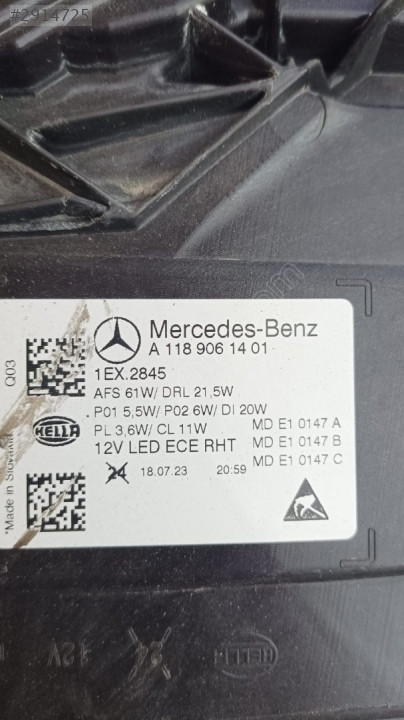 #2914725
Mercedes-Benz
A 118 906 14 01
1EX.2845
AFS 61W/ DRL 21,5W
P01 5,5W/ P02 6W/ DI 20W
PL 3,6W/ CL 11W
12V LED ECE RHT
MD E1 0147 A
MD E1 0147 B
MD E1 0147 C
24 18.07.23 20:59
Q03
HELLA
*Made in Slovakia
12V 24
HELLA